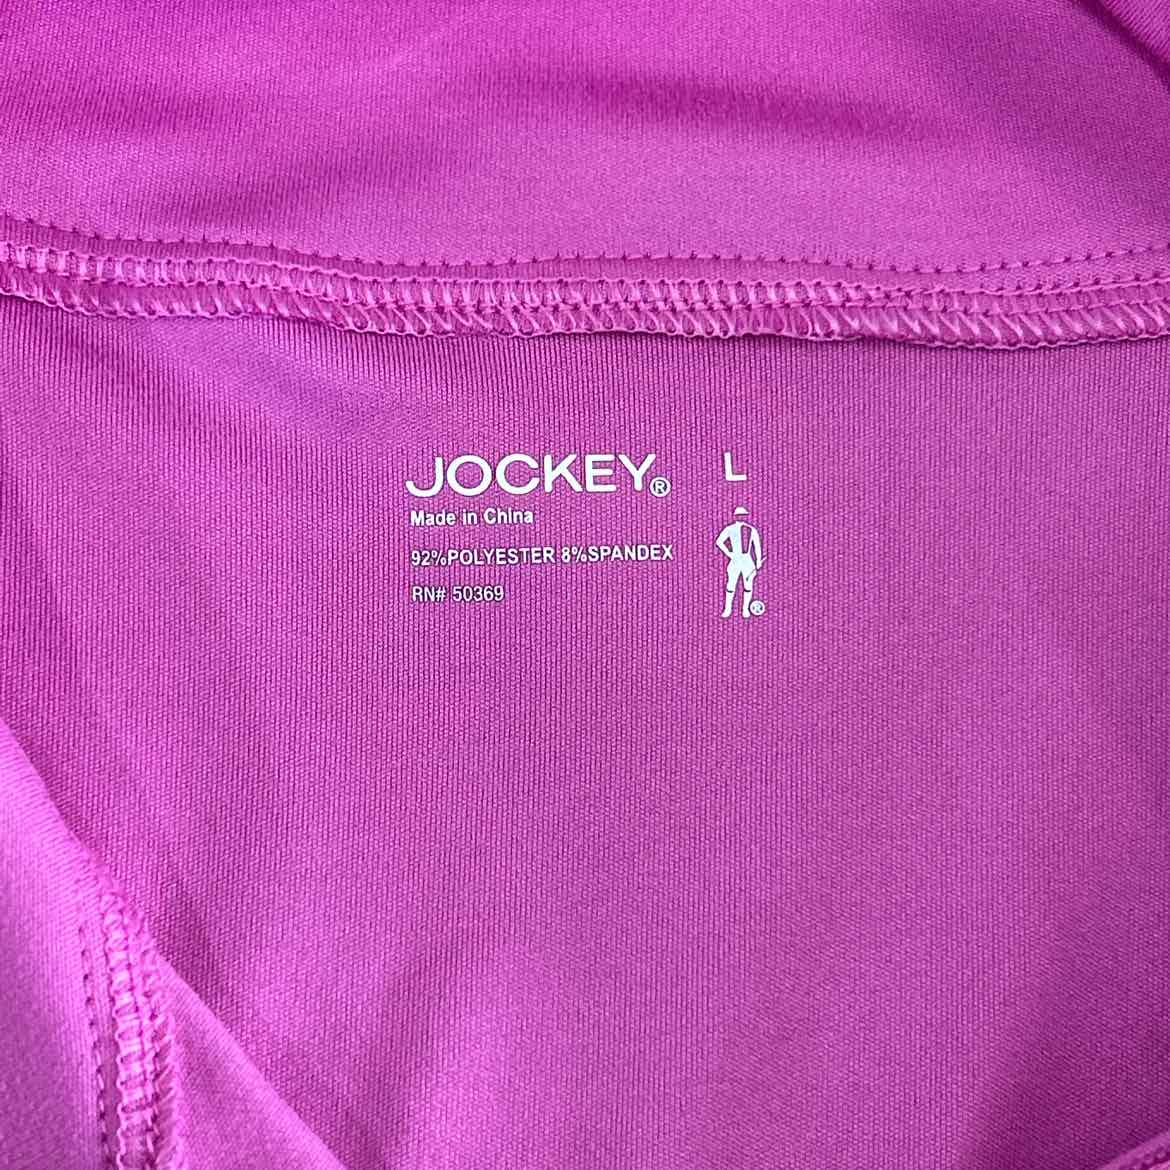 JOCKEY® L
Made in China
92%POLYESTER 8%SPANDEX
RN# 50369
®